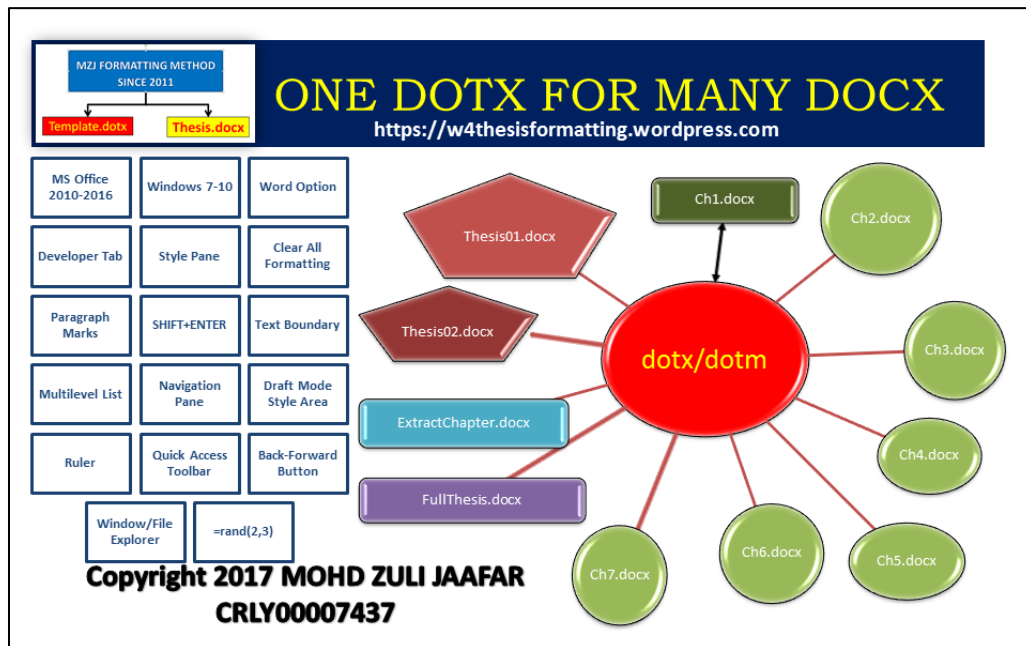 MZJ FORMATTING METHOD
SINCE 2011
Template.dotx
Thesis.docx
ONE DOTX FOR MANY DOCX
https://w4thesisformatting.wordpress.com
MS Office
2010-2016
Windows 7-10
Word Option
Developer Tab
Style Pane
Clear All
Formatting
Paragraph
Marks
SHIFT+ENTER
Text Boundary
Multilevel List
Navigation
Pane
Draft Mode
Style Area
Ruler
Quick Access
Toolbar
Back-Forward
Button
Window/File
Explorer
=rand(2,3)
Thesis01.docx
Ch1.docx
Ch2.docx
Thesis02.docx
dotx/dotm
Ch3.docx
ExtractChapter.docx
Ch4.docx
FullThesis.docx
Ch7.docx
Ch6.docx
Ch5.docx
Copyright 2017 MOHD ZULI JAAFAR
CRLY00007437